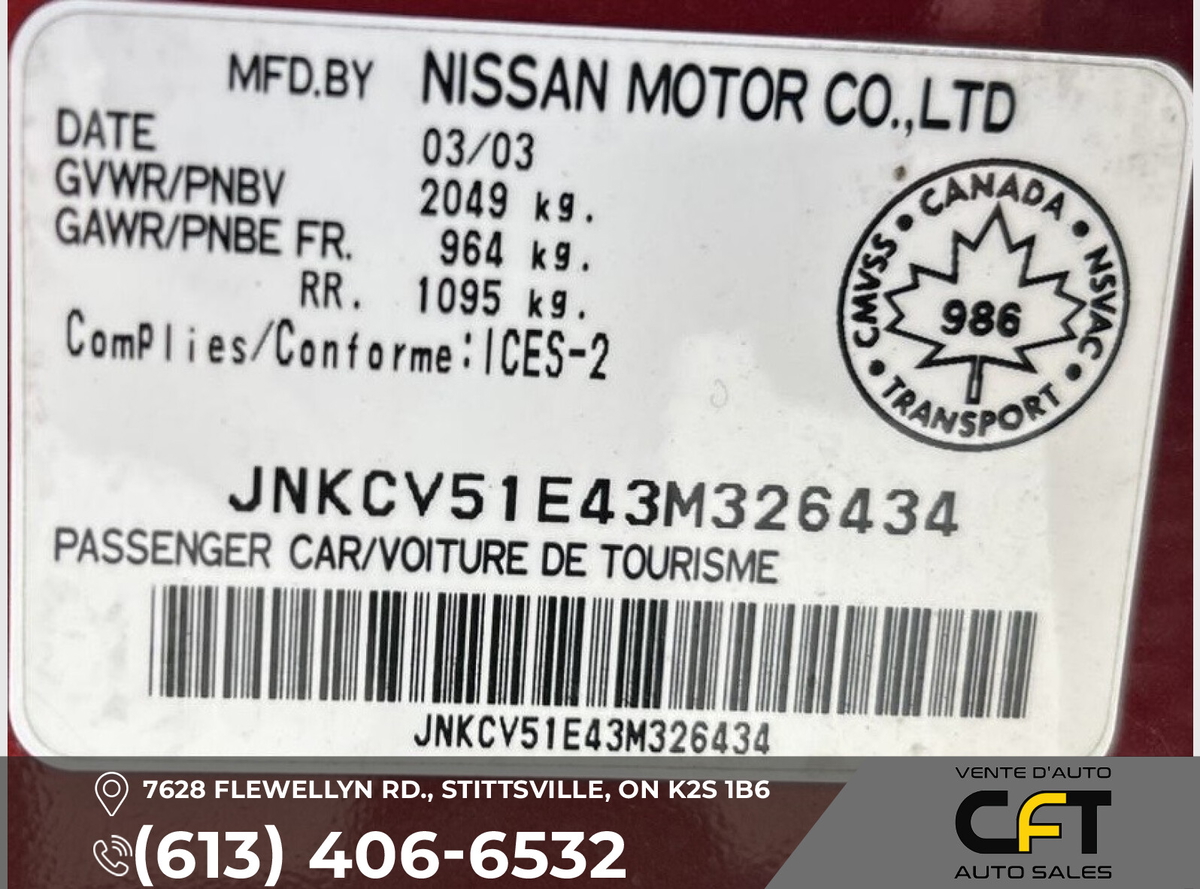 MFD.BY NISSAN MOTOR CO.,LTD
DATE 03/03
GVWR/PNBV 2049 kg.
GAWR/PNBE FR. 964 kg.
RR. 1095 kg.
Complies/Conforme:ICES-2
CANADA • NSVAC • TRANSPORT • CMVSS •
986
JNKCV51E43M326434
PASSENGER CAR/VOITURE DE TOURISME
JNKCV51E43M326434
7628 FLEWELLYN RD., STITTSVILLE, ON K2S 1B6
(613) 406-6532
VENTE D'AUTO
CFT
AUTO SALES